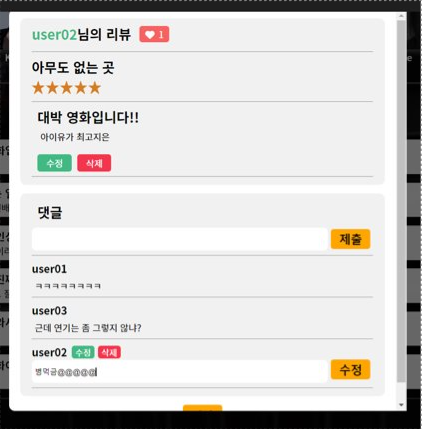 user02님의 리뷰 1
아무도 없는 곳
대박 영화입니다!!
아이유가 최고지은
수정 삭제
댓글
제출
user01
ㅋㅋㅋㅋㅋㅋㅋㅋ
user03
근데 연기는 좀 그렇지 않냐?
user02 수정 삭제
병먹금@@@@@
수정